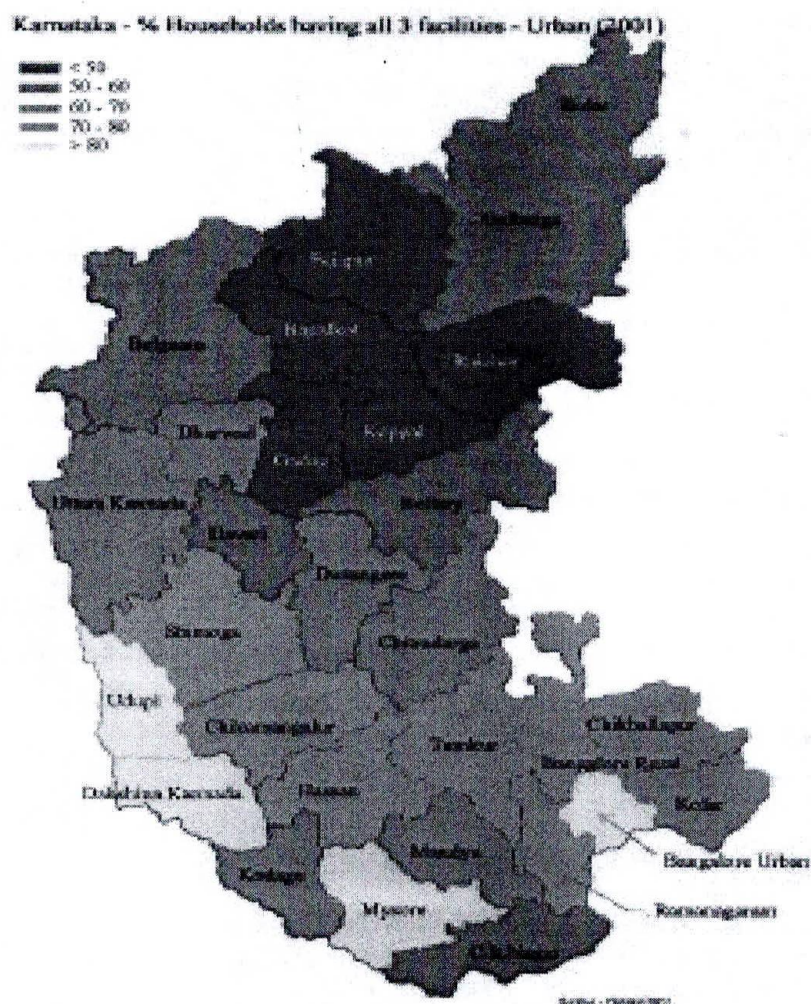 Karnataka - % Households having all 3 facilities - Urban (2001)
< 50
50 - 60
60 - 70
70 - 80
> 80
Bidar
Gulbarga
Bijapur
Bagalkot
Raichur
Belgaum
Dharwad
Koppal
Gadag
Uttara Kannada
Bellary
Haveri
Davangere
Shimoga
Chitradurga
Udupi
Chikmangalur
Chikballapur
Tumkur
Bangalore Rural
Dakshina Kannada
Hassan
Kolar
Mandya
Bangalore Urban
Kodagu
Mysore
Ramanagaram